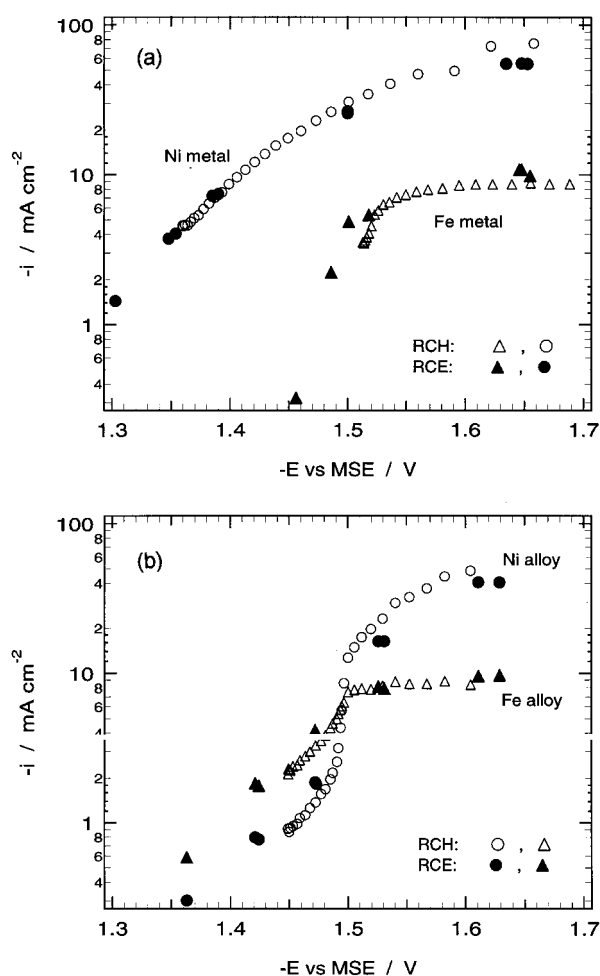 100
8
6
4
2
10
8
6
4
2
1
8
6
4
(a)
Ni metal
Fe metal
RCH: △ , ○
RCE: ▲ , ●
-i / mA cm⁻²
1.3 1.4 1.5 1.6 1.7
-E vs MSE / V
100
8
6
4
2
10
8
6
4
2
1
8
6
4
(b)
Ni alloy
Fe alloy
RCH: ○ , △
RCE: ● , ▲
-i / mA cm⁻²
1.3 1.4 1.5 1.6 1.7
-E vs MSE / V